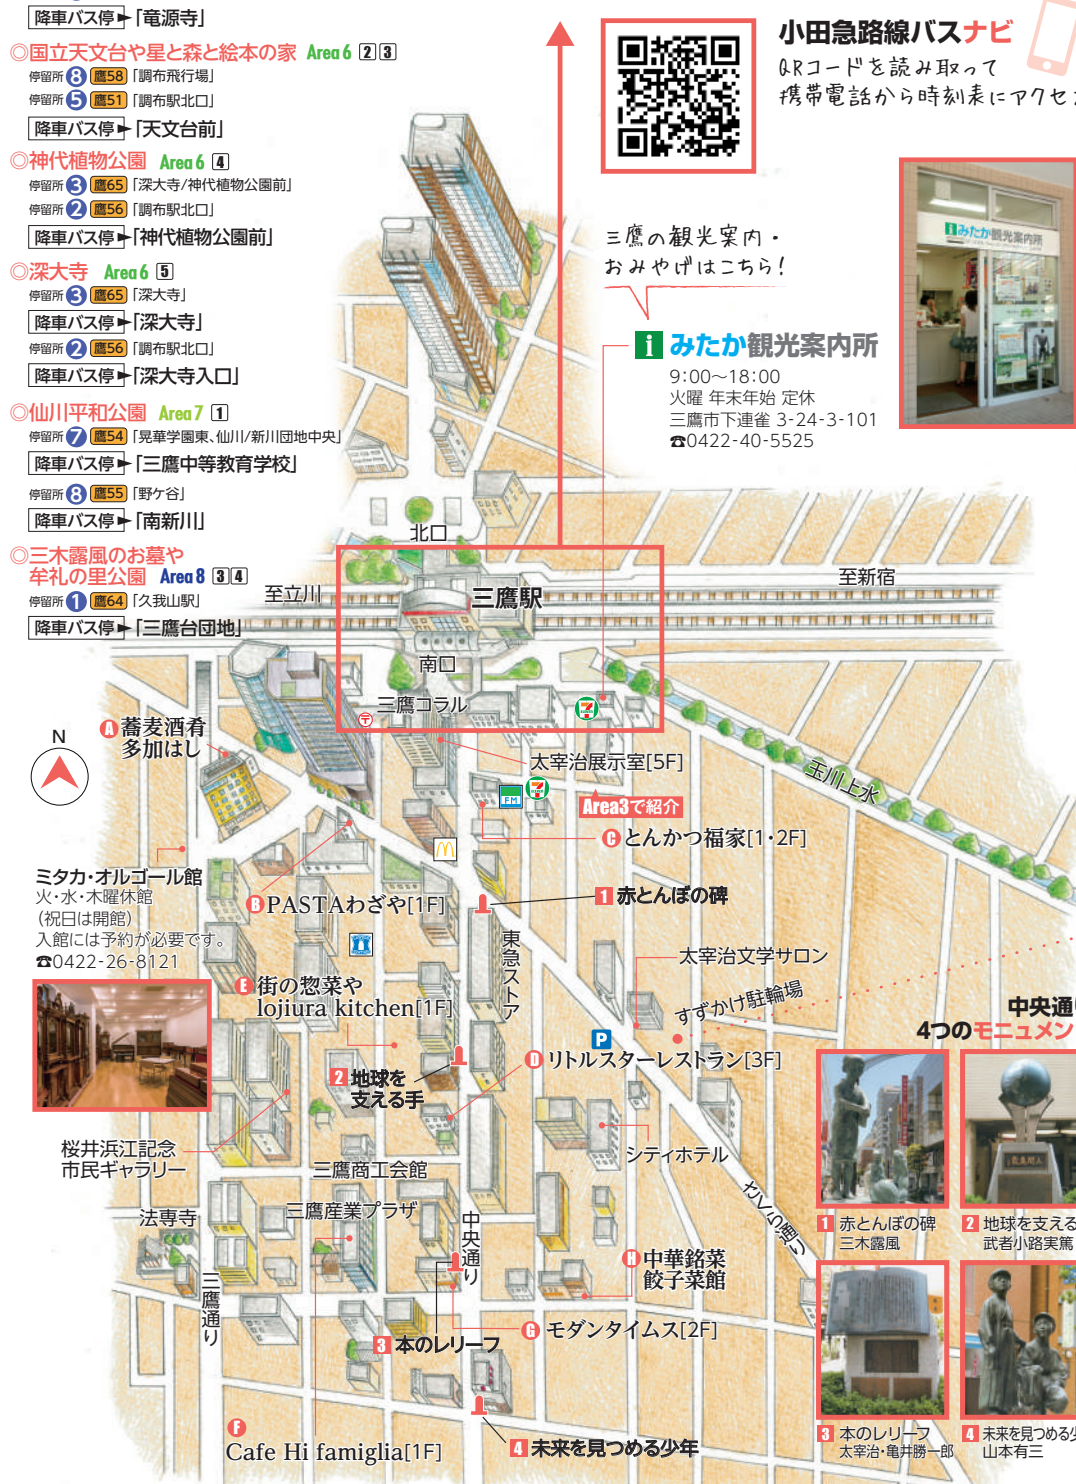 降車バス停▶「竜源寺」
◎国立天文台や星と森と絵本の家 Area 6 2 3
停留所 8 鷹58「調布飛行場」
停留所 5 鷹51「調布駅北口」
降車バス停▶「天文台前」
◎神代植物公園 Area 6 4
停留所 3 鷹65「深大寺/神代植物公園前」
停留所 2 鷹56「調布駅北口」
降車バス停▶「神代植物公園前」
◎深大寺 Area 6 5
停留所 3 鷹65「深大寺」
降車バス停▶「深大寺」
停留所 2 鷹56「調布駅北口」
降車バス停▶「深大寺入口」
◎仙川平和公園 Area 7 1
停留所 7 鷹54「晃華学園東、仙川/新川団地中央」
降車バス停▶「三鷹中等教育学校」
停留所 8 鷹55「野ケ谷」
降車バス停▶「南新川」
◎三木露風のお墓や
牟礼の里公園 Area 8 3 4
停留所 1 鷹64「久我山駅」
降車バス停▶「三鷹台団地」
小田急路線バスナビ
QRコードを読み取って
携帯電話から時刻表にアクセ
三鷹の観光案内・
おみやげはこちら!
i みたか観光案内所
9:00〜18:00
火曜 年末年始 定休
三鷹市下連雀 3-24-3-101
☎0422-40-5525
i みたか観光案内所
北口
至立川
三鷹駅
至新宿
南口
三鷹コラル
〒
7
N
A 蕎麦酒肴
多加はし
太宰治展示室[5F]
玉川上水
FM
7
Area3で紹介
C とんかつ福家[1・2F]
ミタカ・オルゴール館
火・水・木曜休館
(祝日は開館)
入館には予約が必要です。
☎0422-26-8121
B PASTAわざや[1F]
1 赤とんぼの碑
東急ストア
太宰治文学サロン
E 街の惣菜や
lojiura kitchen[1F]
すずかけ駐輪場
P
D リトルスターレストラン[3F]
2 地球を
支える手
中央通り
4つのモニュメン
桜井浜江記念
市民ギャラリー
三鷹商工会館
シティホテル
法専寺
三鷹産業プラザ
中央通り
さくら通り
三鷹通り
H 中華銘菜
餃子菜館
G モダンタイムス[2F]
3 本のレリーフ
F
Cafe Hi famiglia[1F]
4 未来を見つめる少年
1 赤とんぼの碑
三木露風
2 地球を支える
武者小路実篤
3 本のレリーフ
太宰治・亀井勝一郎
4 未来を見つめる少
山本有三